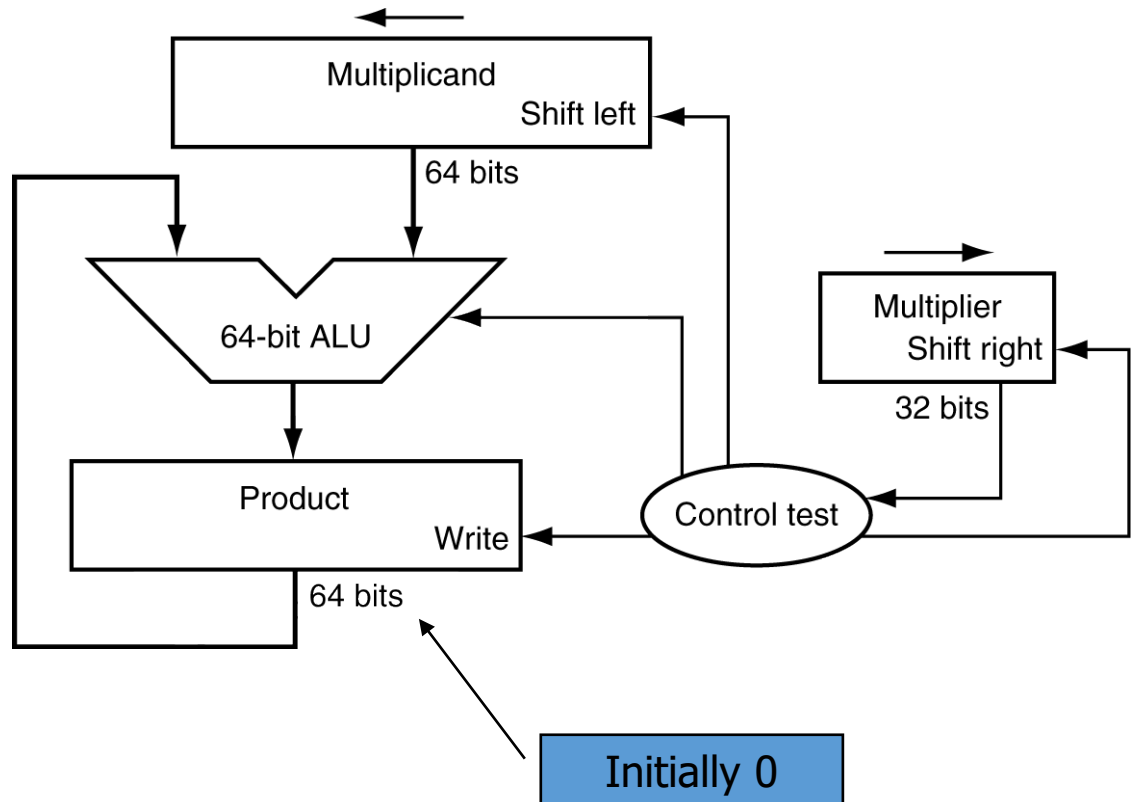 Multiplicand
Shift left
64 bits
64-bit ALU
Multiplier
Shift right
32 bits
Product
Write
Control test
64 bits
Initially 0